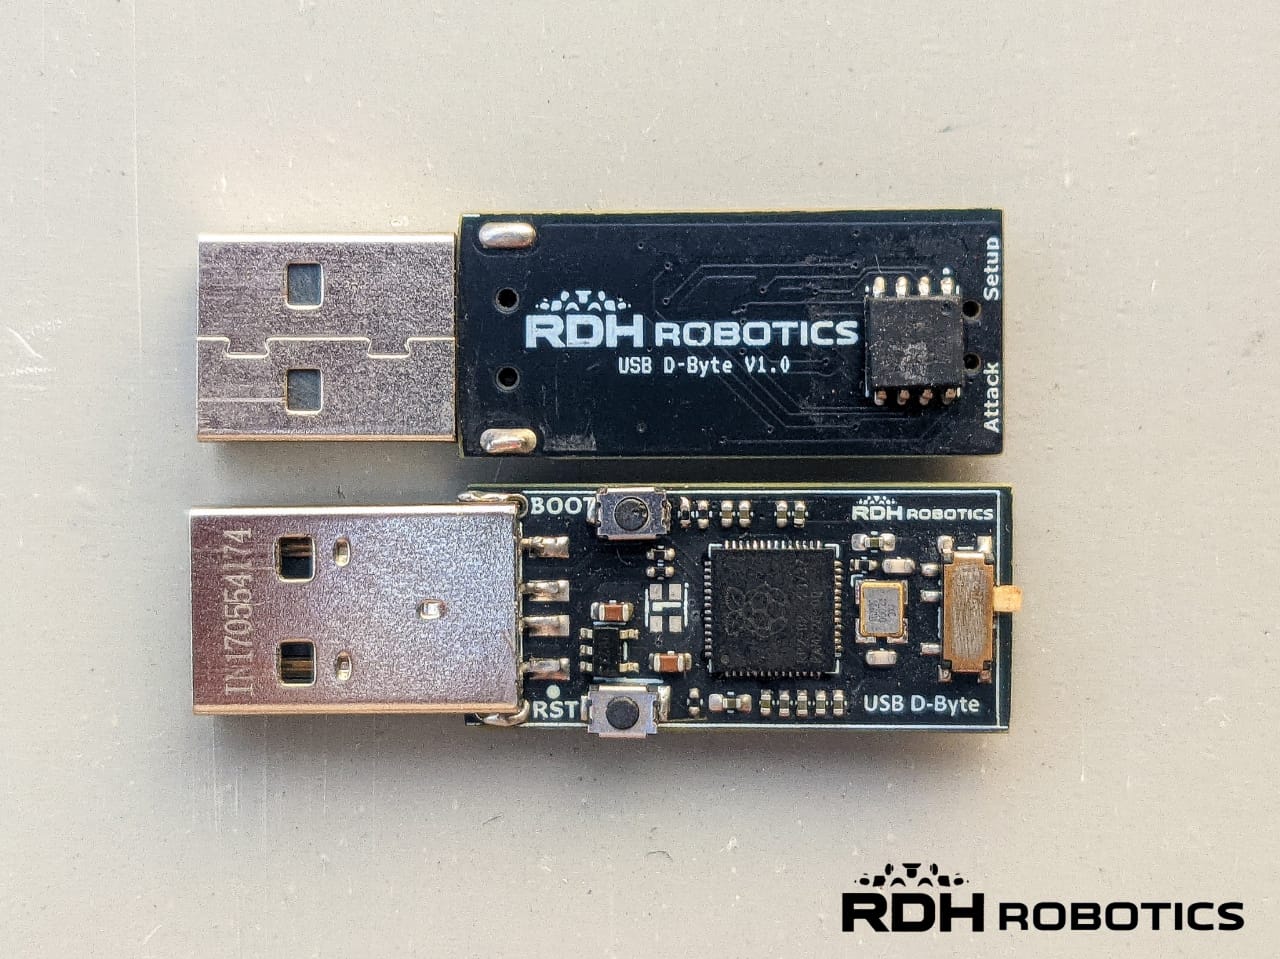 RDH ROBOTICS
USB D-Byte V1.0
Setup
Attack
IN170554174
BOOT
RST
RDH ROBOTICS
USB D-Byte
RDH ROBOTICS